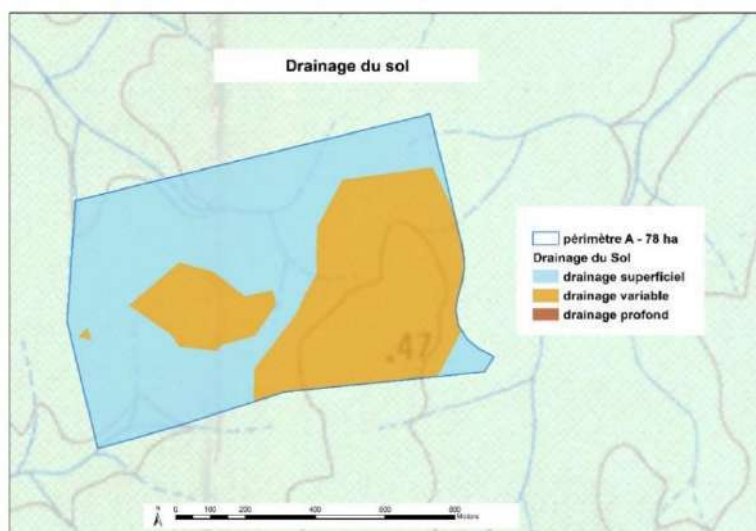 Drainage du sol
périmètre A - 78 ha
Drainage du Sol
drainage superficiel
drainage variable
drainage profond
.47
N
0 100 200 400 600 800